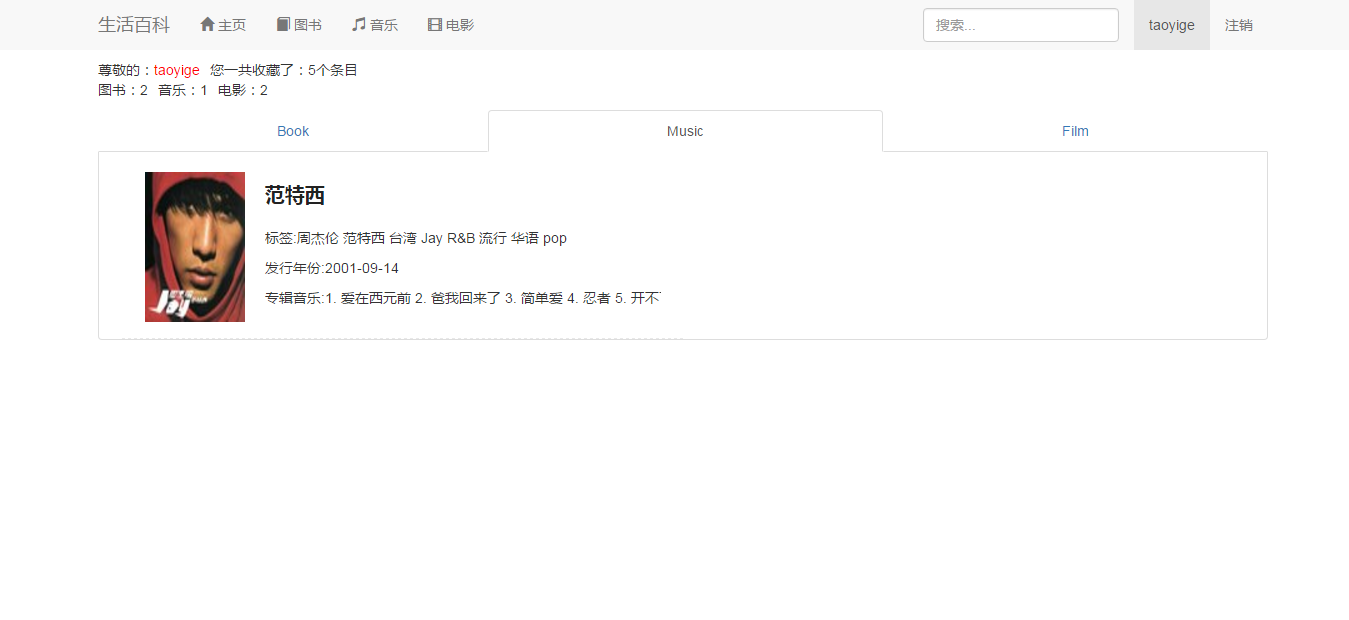 生活百科 主页 图书 音乐 电影 搜索... taoyige 注销
尊敬的：taoyige 您一共收藏了：5个条目
图书：2 音乐：1 电影：2
Book Music Film
范特西
标签:周杰伦 范特西 台湾 Jay R&B 流行 华语 pop
发行年份:2001-09-14
专辑音乐:1. 爱在西元前 2. 爸我回来了 3. 简单爱 4. 忍者 5. 开不
Jay